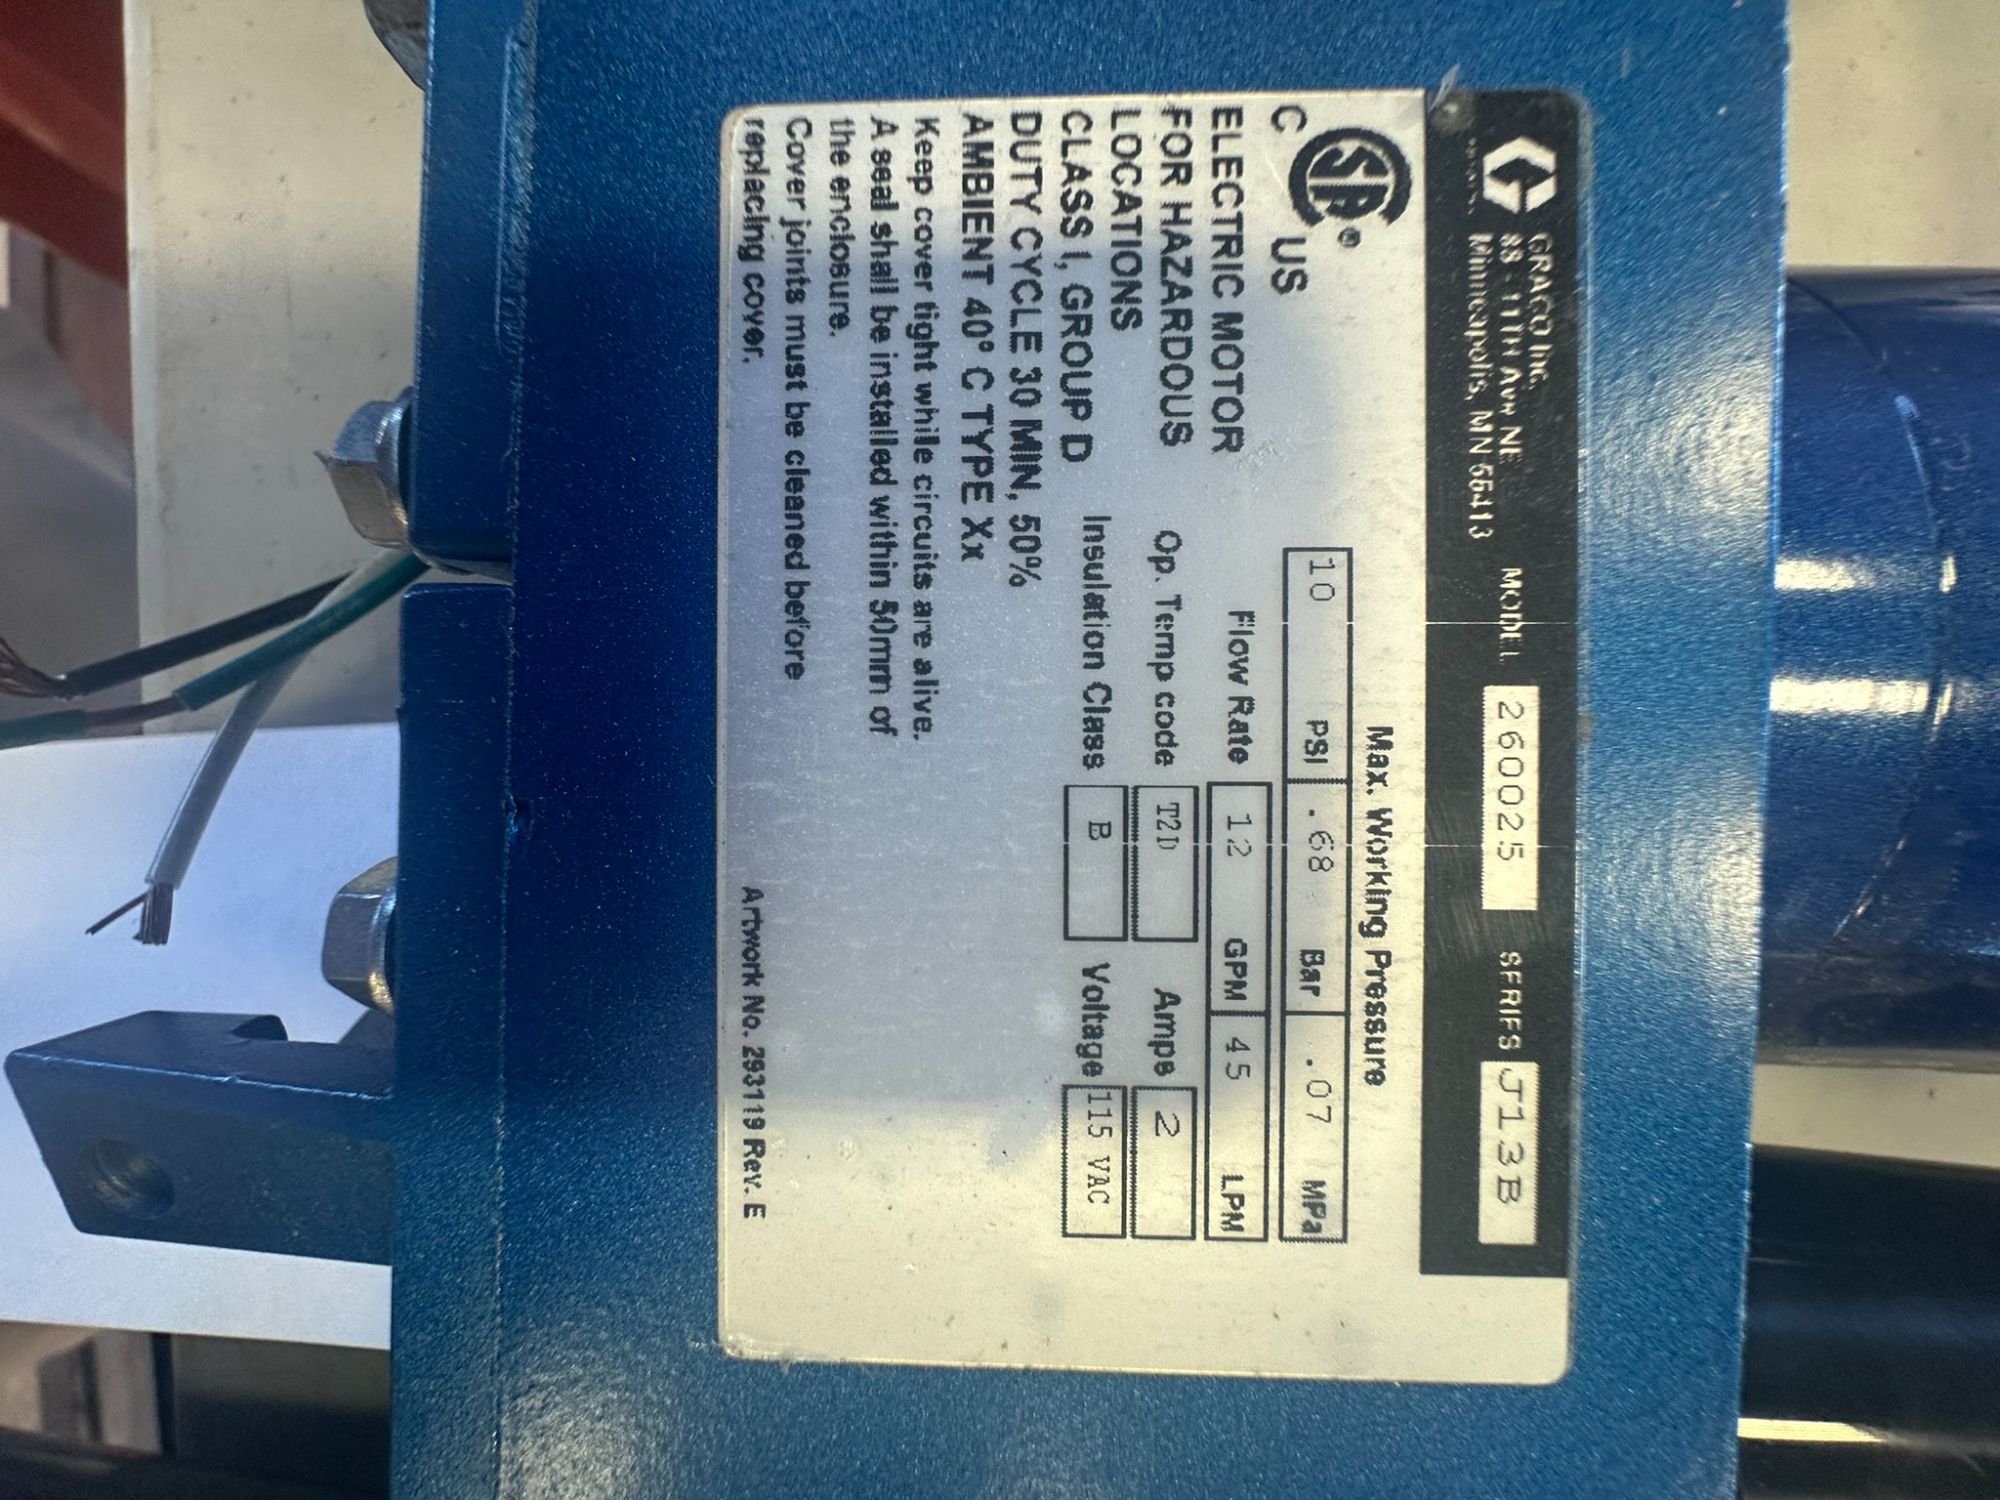 GRACO Inc.
88 - 11TH Ave NE
Minneapolis, MN 55413
MODEL 260025 SERIES J13B
C SA® US
Max. Working Pressure
10 PSI .68 Bar .07 MPa
ELECTRIC MOTOR
FOR HAZARDOUS
LOCATIONS
CLASS I, GROUP D
DUTY CYCLE 30 MIN, 50%
AMBIENT 40° C TYPE Xx
Flow Rate 12 GPM 45 LPM
Op. Temp code T2D Amps 2
Insulation Class B Voltage 115 VAC
Keep cover tight while circuits are alive.
A seal shall be installed within 50mm of
the enclosure.
Cover joints must be cleaned before
replacing cover.
Artwork No. 293119 Rev. E